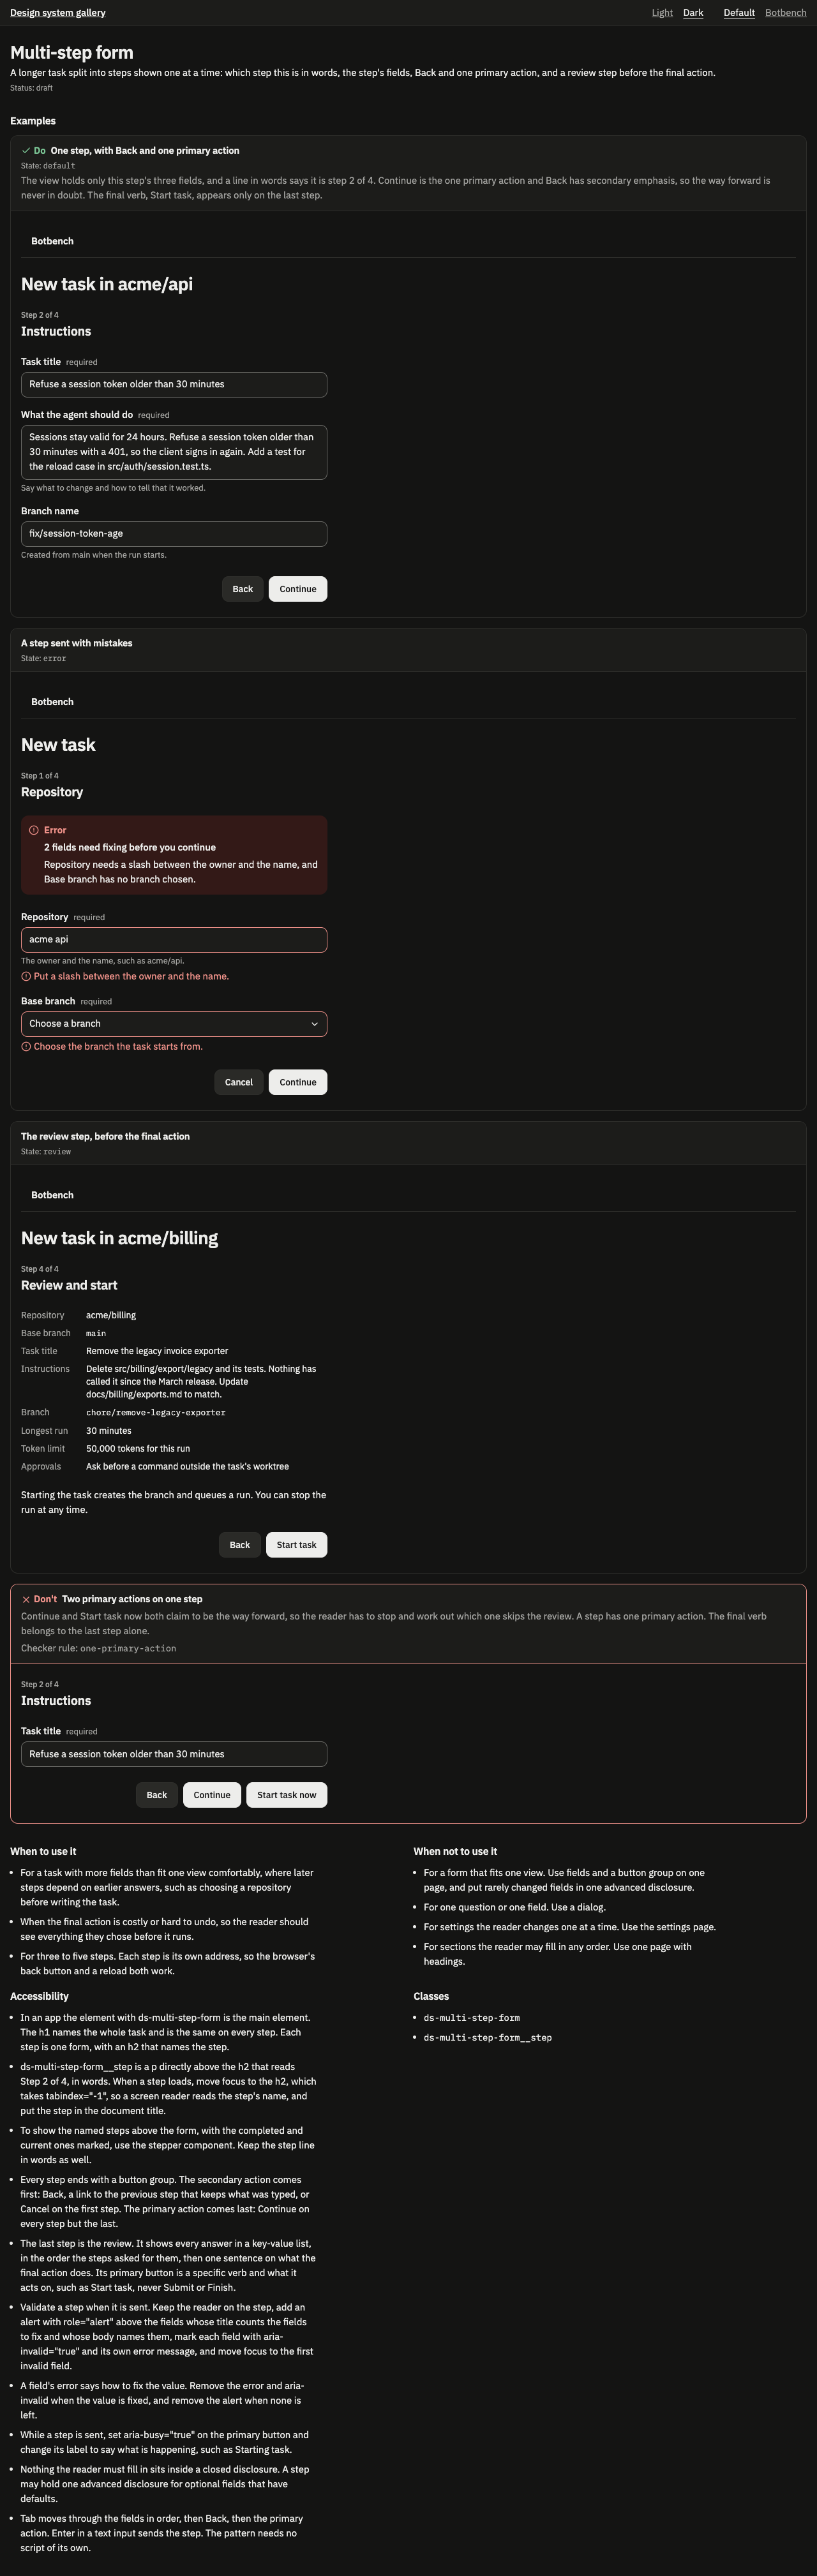 Design system gallery
Light Dark Default Botbench
Multi-step form
A longer task split into steps shown one at a time: which step this is in words, the step's fields, Back and one primary action, and a review step before the final action.
Status: draft
Examples
Do One step, with Back and one primary action
State: default
The view holds only this step's three fields, and a line in words says it is step 2 of 4. Continue is the one primary action and Back has secondary emphasis, so the way forward is
never in doubt. The final verb, Start task, appears only on the last step.
Botbench
New task in acme/api
Step 2 of 4
Instructions
Task title required
Refuse a session token older than 30 minutes
What the agent should do required
Sessions stay valid for 24 hours. Refuse a session token older than
30 minutes with a 401, so the client signs in again. Add a test for
the reload case in src/auth/session.test.ts.
Say what to change and how to tell that it worked.
Branch name
fix/session-token-age
Created from main when the run starts.
Back Continue
A step sent with mistakes
State: error
Botbench
New task
Step 1 of 4
Repository
Error
2 fields need fixing before you continue
Repository needs a slash between the owner and the name, and
Base branch has no branch chosen.
Repository required
acme api
The owner and the name, such as acme/api.
Put a slash between the owner and the name.
Base branch required
Choose a branch
Choose the branch the task starts from.
Cancel Continue
The review step, before the final action
State: review
Botbench
New task in acme/billing
Step 4 of 4
Review and start
Repository acme/billing
Base branch main
Task title Remove the legacy invoice exporter
Instructions Delete src/billing/export/legacy and its tests. Nothing has
called it since the March release. Update
docs/billing/exports.md to match.
Branch chore/remove-legacy-exporter
Longest run 30 minutes
Token limit 50,000 tokens for this run
Approvals Ask before a command outside the task's worktree
Starting the task creates the branch and queues a run. You can stop the
run at any time.
Back Start task
Don't Two primary actions on one step
Continue and Start task now both claim to be the way forward, so the reader has to stop and work out which one skips the review. A step has one primary action. The final verb
belongs to the last step alone.
Checker rule: one-primary-action
Step 2 of 4
Instructions
Task title required
Refuse a session token older than 30 minutes
Back Continue Start task now
When to use it
For a task with more fields than fit one view comfortably, where later
steps depend on earlier answers, such as choosing a repository
before writing the task.
When the final action is costly or hard to undo, so the reader should
see everything they chose before it runs.
For three to five steps. Each step is its own address, so the browser's
back button and a reload both work.
When not to use it
For a form that fits one view. Use fields and a button group on one
page, and put rarely changed fields in one advanced disclosure.
For one question or one field. Use a dialog.
For settings the reader changes one at a time. Use the settings page.
For sections the reader may fill in any order. Use one page with
headings.
Accessibility
In an app the element with ds-multi-step-form is the main element.
The h1 names the whole task and is the same on every step. Each
step is one form, with an h2 that names the step.
ds-multi-step-form__step is a p directly above the h2 that reads
Step 2 of 4, in words. When a step loads, move focus to the h2, which
takes tabindex="-1", so a screen reader reads the step's name, and
put the step in the document title.
To show the named steps above the form, with the completed and
current ones marked, use the stepper component. Keep the step line
in words as well.
Every step ends with a button group. The secondary action comes
first: Back, a link to the previous step that keeps what was typed, or
Cancel on the first step. The primary action comes last: Continue on
every step but the last.
The last step is the review. It shows every answer in a key-value list,
in the order the steps asked for them, then one sentence on what the
final action does. Its primary button is a specific verb and what it
acts on, such as Start task, never Submit or Finish.
Validate a step when it is sent. Keep the reader on the step, add an
alert with role="alert" above the fields whose title counts the fields
to fix and whose body names them, mark each field with aria-
invalid="true" and its own error message, and move focus to the first
invalid field.
A field's error says how to fix the value. Remove the error and aria-
invalid when the value is fixed, and remove the alert when none is
left.
While a step is sent, set aria-busy="true" on the primary button and
change its label to say what is happening, such as Starting task.
Nothing the reader must fill in sits inside a closed disclosure. A step
may hold one advanced disclosure for optional fields that have
defaults.
Tab moves through the fields in order, then Back, then the primary
action. Enter in a text input sends the step. The pattern needs no
script of its own.
Classes
ds-multi-step-form
ds-multi-step-form__step